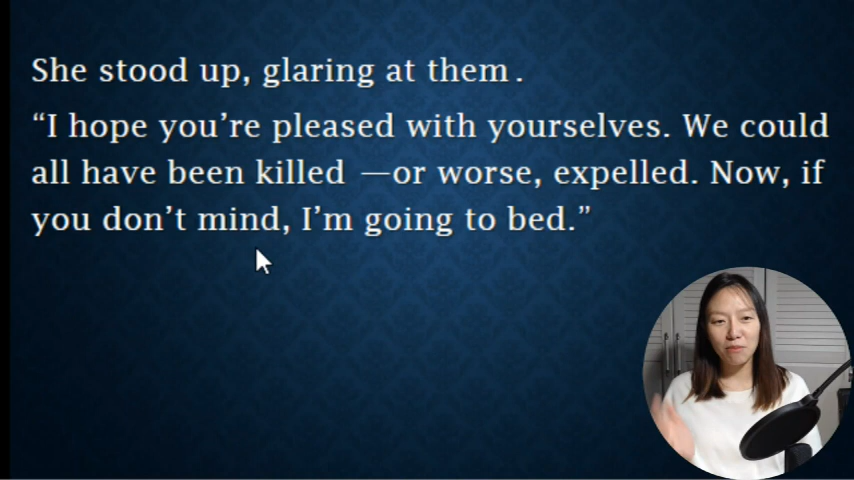 She stood up, glaring at them.
“I hope you’re pleased with yourselves. We could
all have been killed —or worse, expelled. Now, if
you don’t mind, I’m going to bed.”